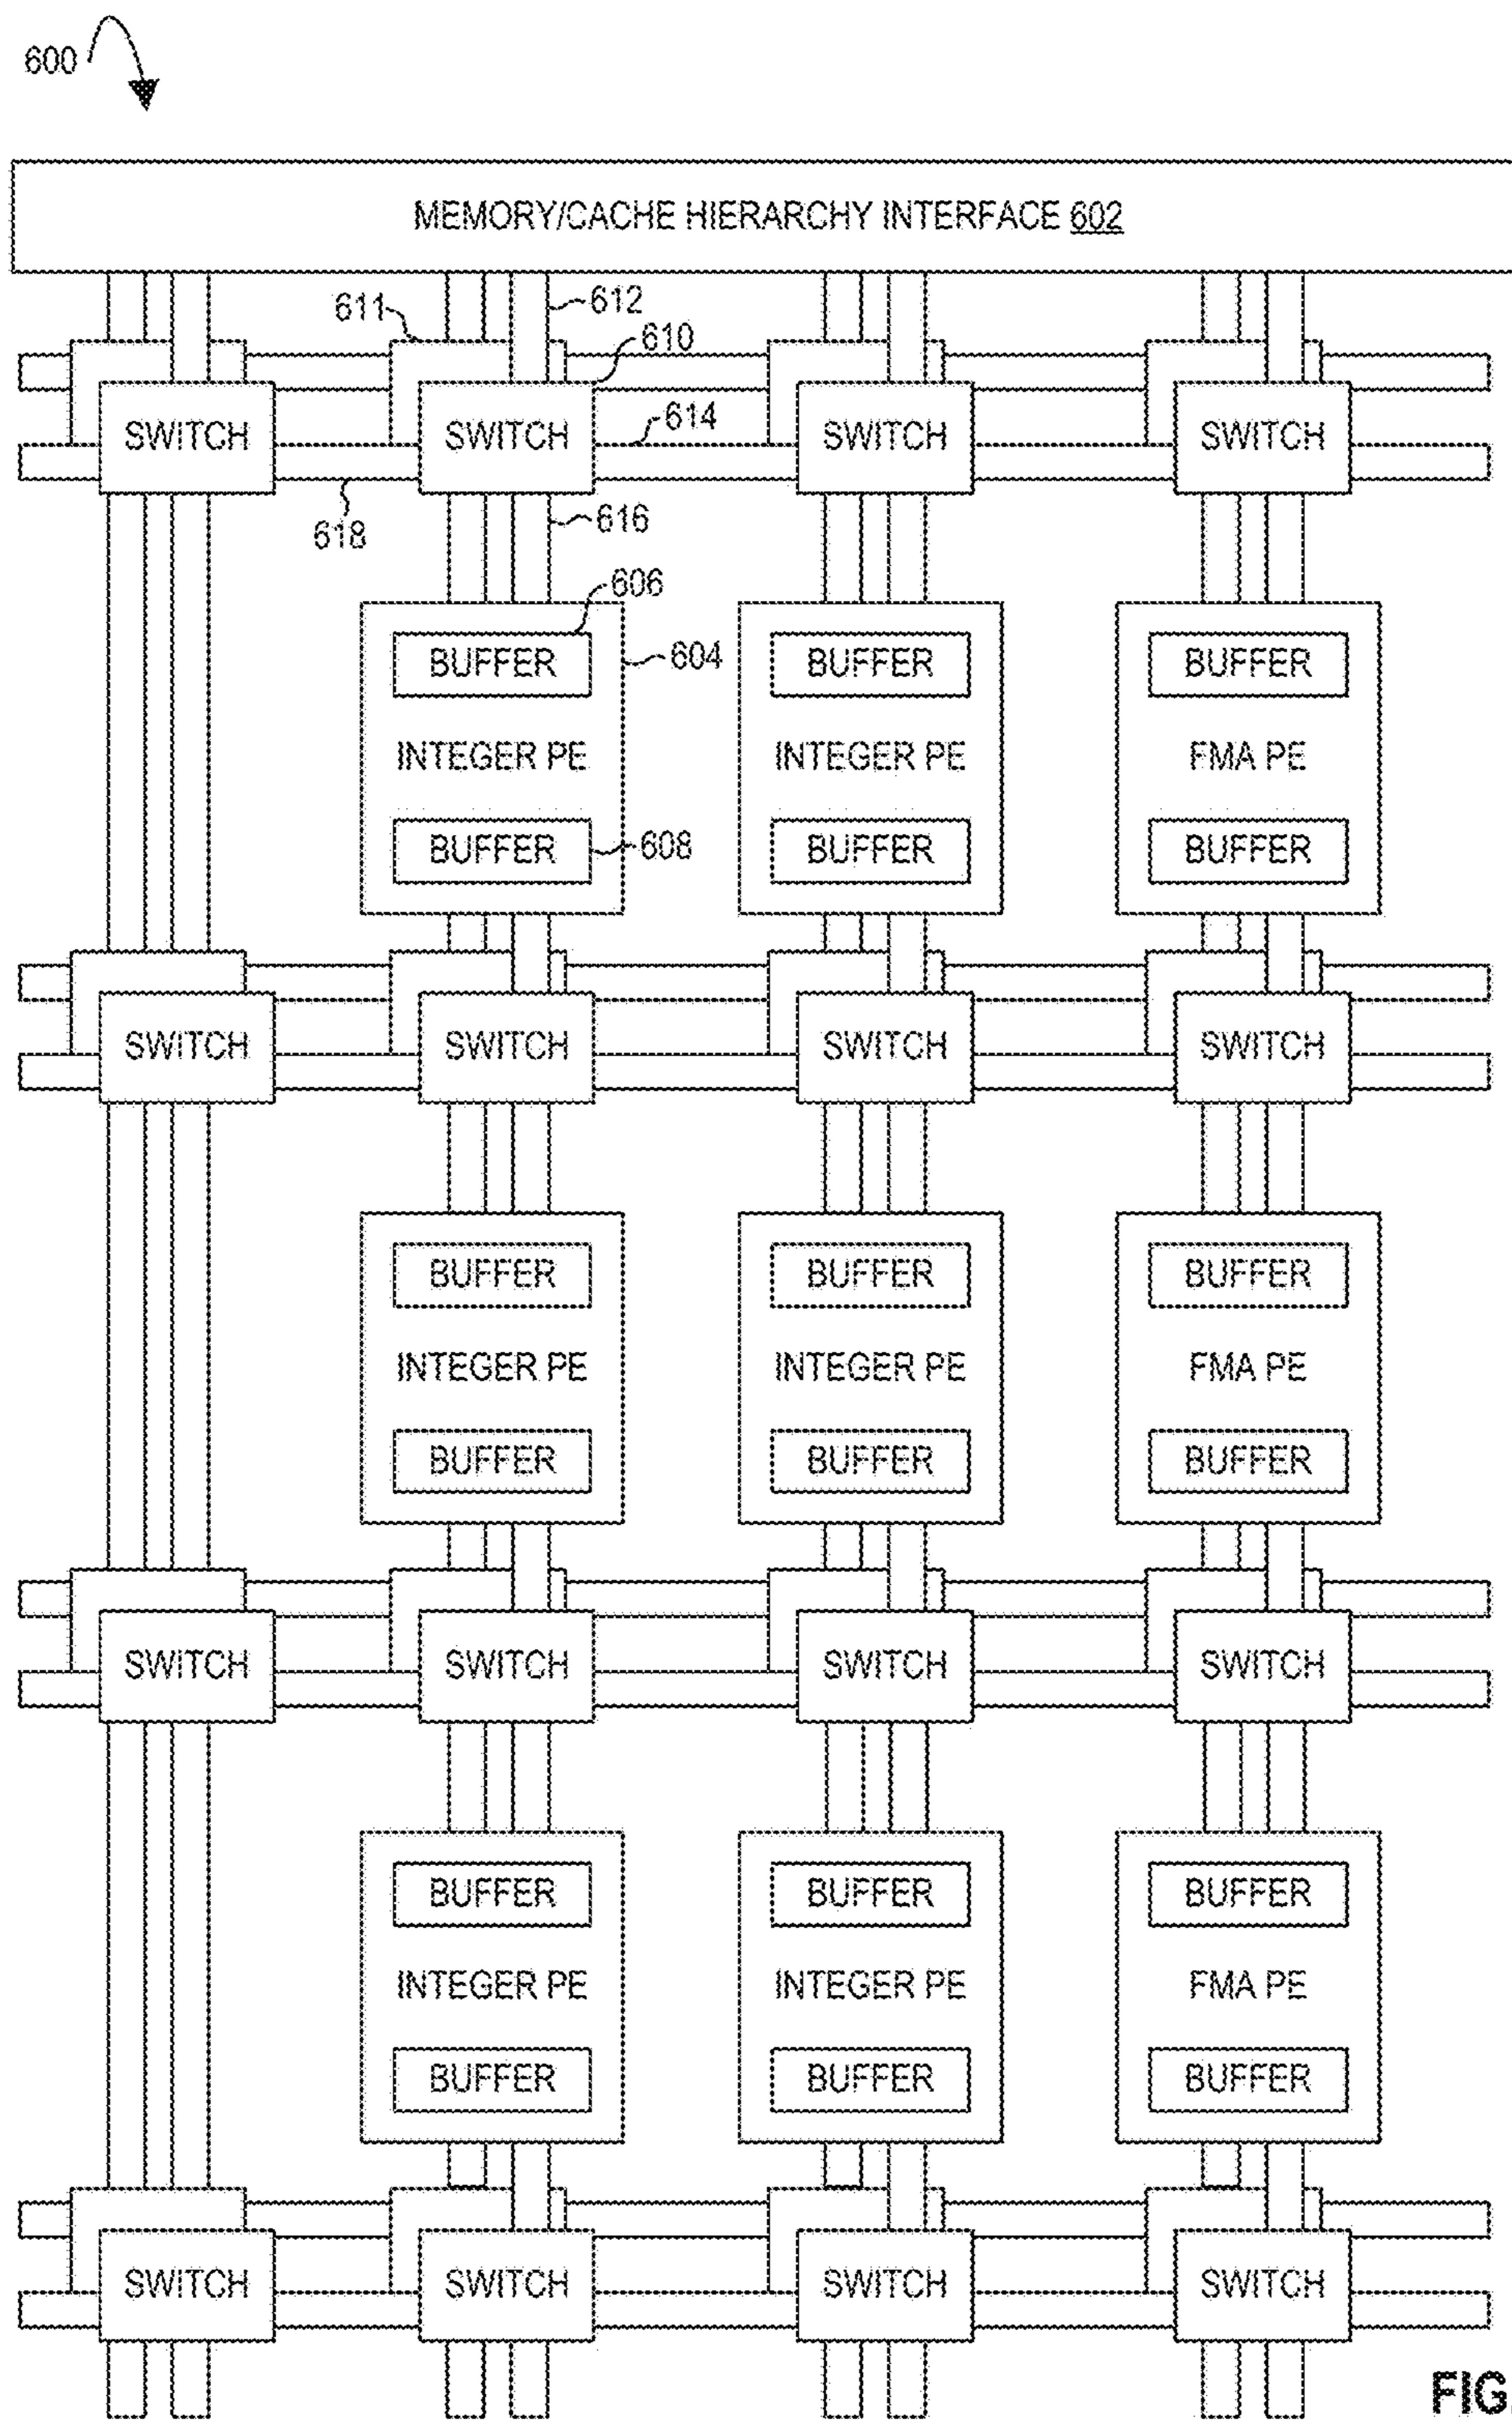 600
MEMORY/CACHE HIERARCHY INTERFACE 602
611
612
610
SWITCH
SWITCH
614
SWITCH
SWITCH
618
616
606
BUFFER
604
BUFFER
BUFFER
INTEGER PE
INTEGER PE
FMA PE
BUFFER
608
BUFFER
BUFFER
SWITCH
SWITCH
SWITCH
SWITCH
BUFFER
BUFFER
BUFFER
INTEGER PE
INTEGER PE
FMA PE
BUFFER
BUFFER
BUFFER
SWITCH
SWITCH
SWITCH
SWITCH
BUFFER
BUFFER
BUFFER
INTEGER PE
INTEGER PE
FMA PE
BUFFER
BUFFER
BUFFER
SWITCH
SWITCH
SWITCH
SWITCH
FIG